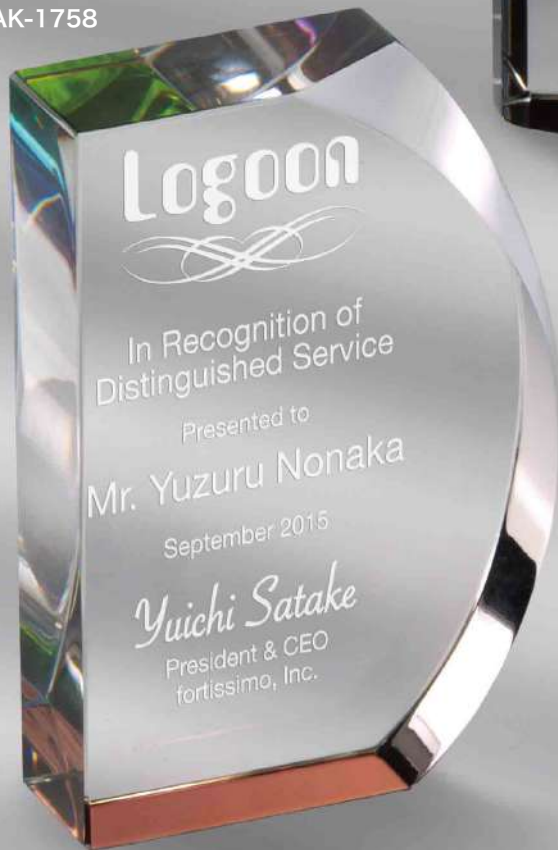 AK-1758
Logoon
In Recognition of
Distinguished Service
Presented to
Mr. Yuzuru Nonaka
September 2015
Yuichi Satake
President & CEO
fortissimo, Inc.